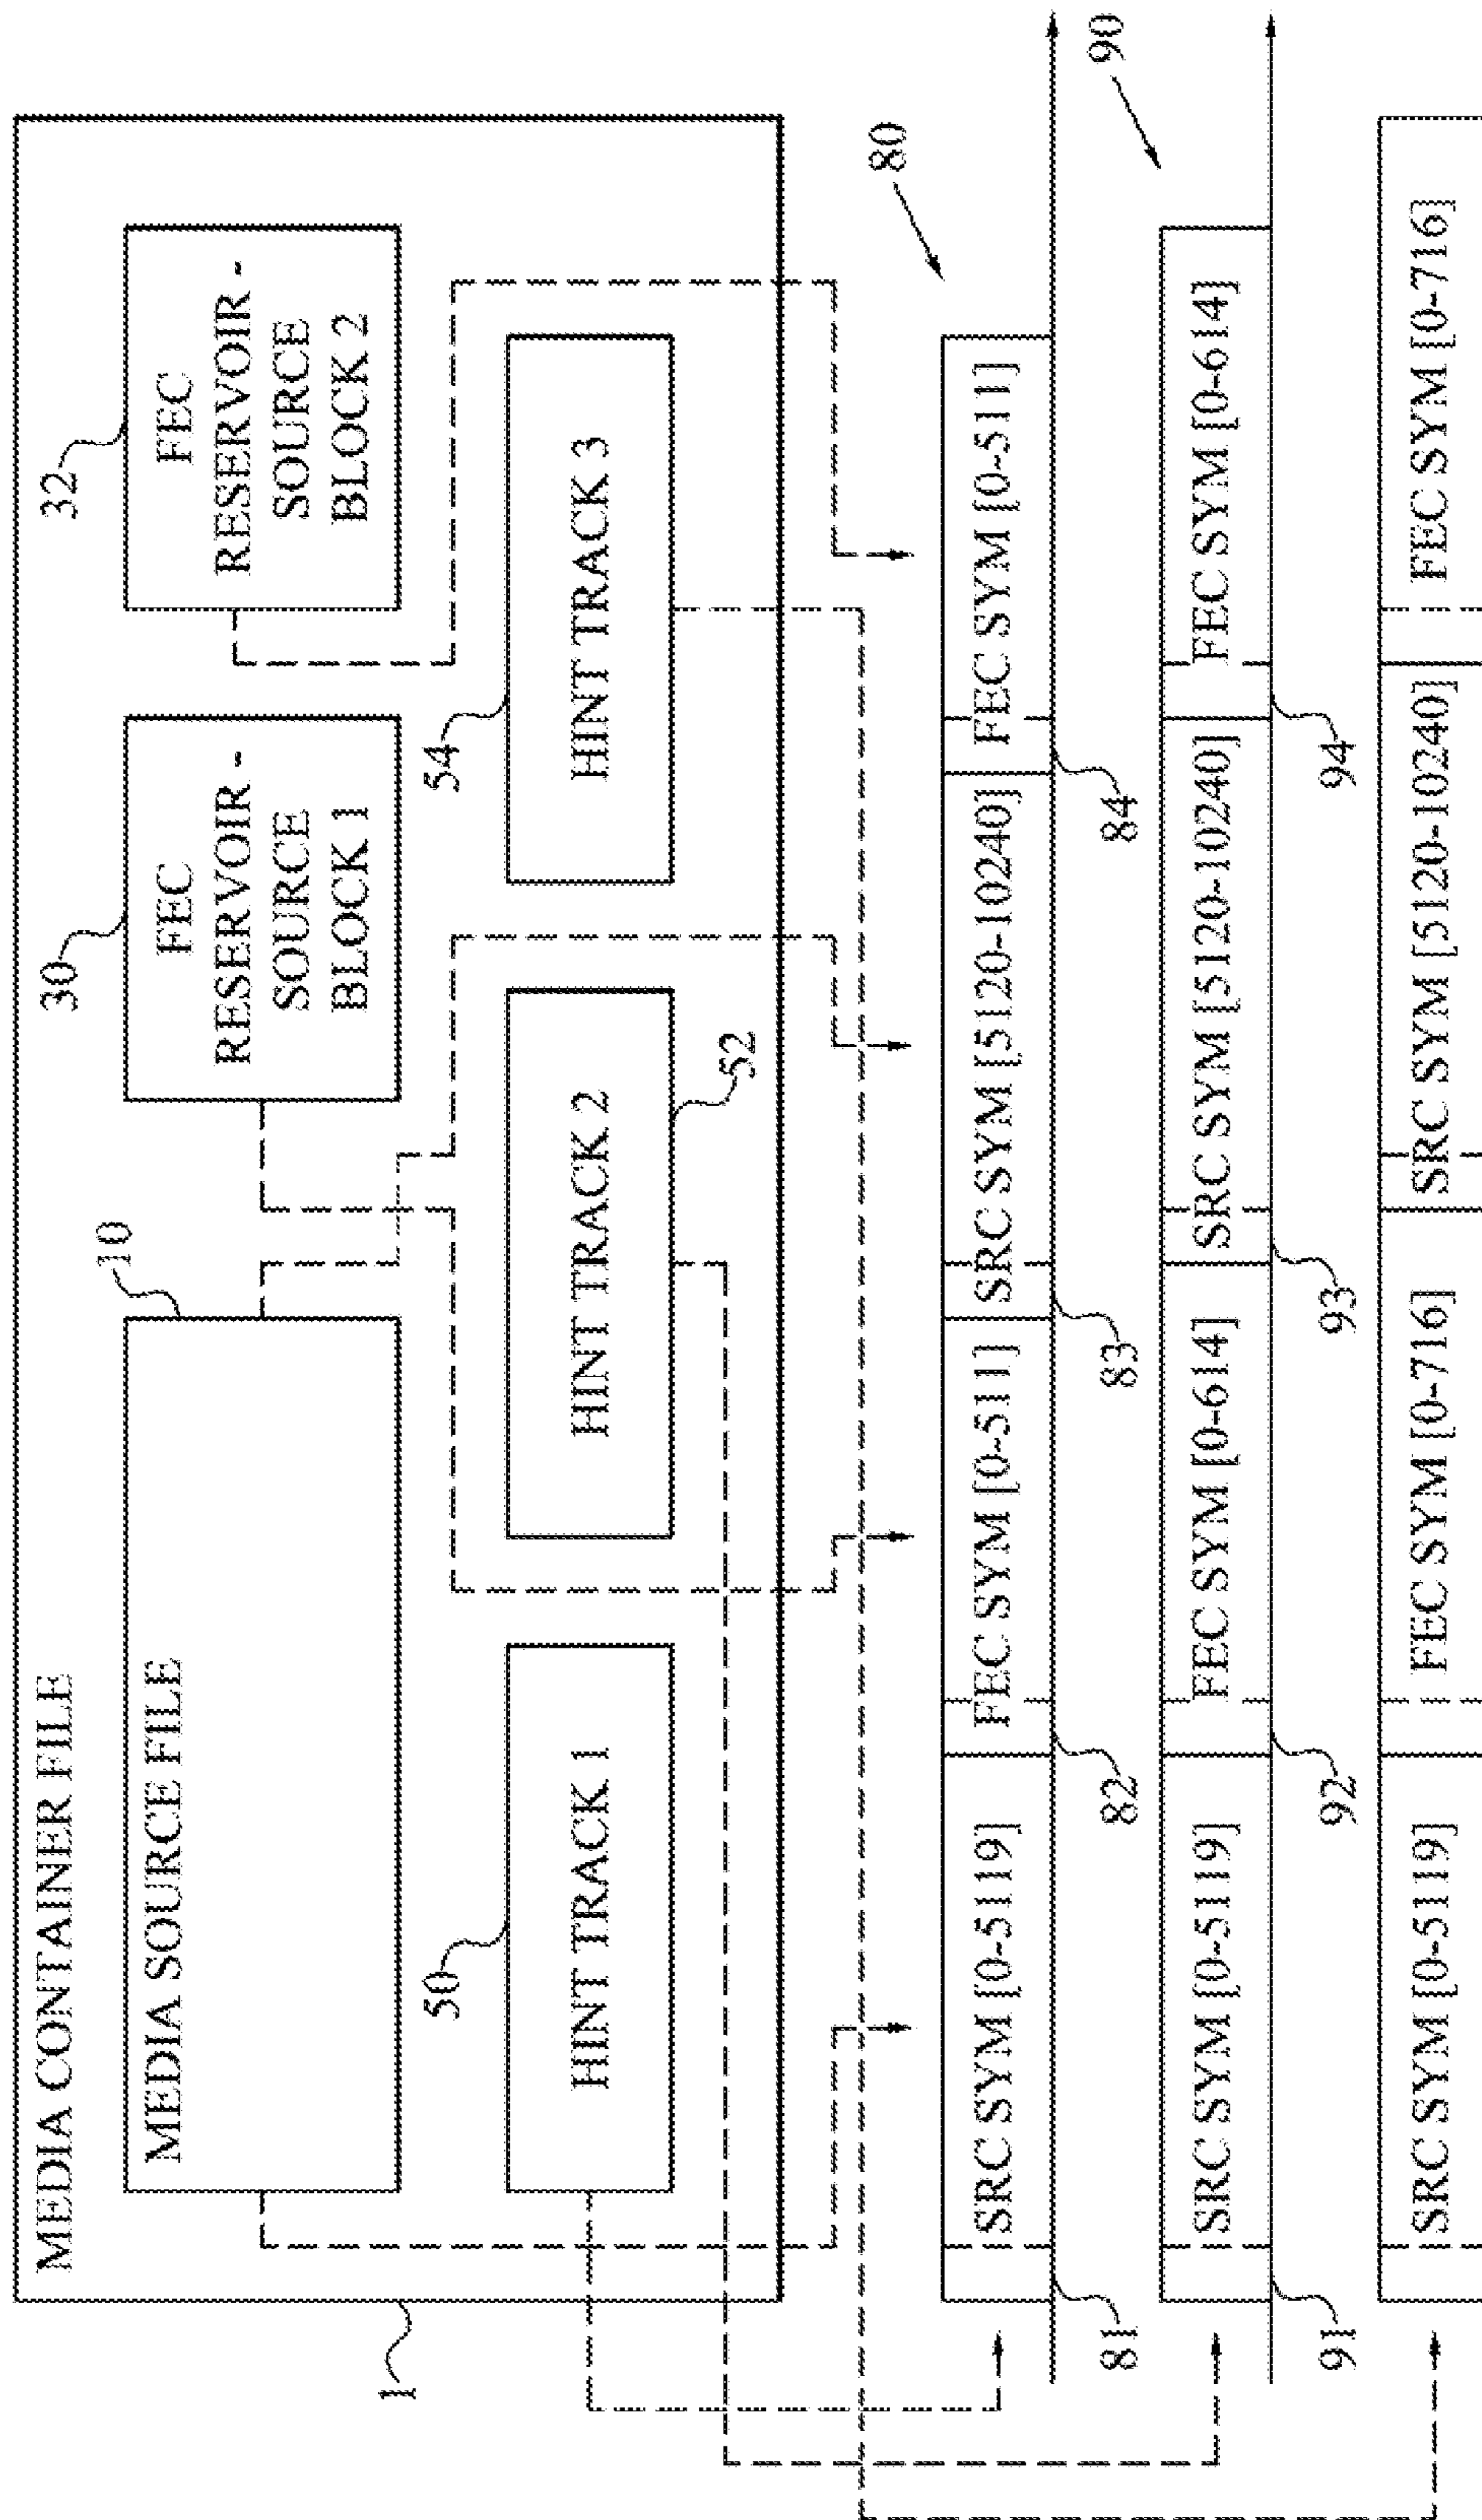 MEDIA CONTAINER FILE
1
MEDIA SOURCE FILE
10
30
FEC
RESERVOIR -
SOURCE
BLOCK 1
32
FEC
RESERVOIR -
SOURCE
BLOCK 2
50
HINT TRACK 1
HINT TRACK 2
52
54
HINT TRACK 3
80
SRC SYM [0-5119]
FEC SYM [0-511]
SRC SYM [5120-10240]
FEC SYM [0-511]
81
82
83
84
90
SRC SYM [0-5119]
FEC SYM [0-614]
SRC SYM [5120-10240]
FEC SYM [0-614]
91
92
93
94
SRC SYM [0-5119]
FEC SYM [0-716]
SRC SYM [5120-10240]
FEC SYM [0-716]